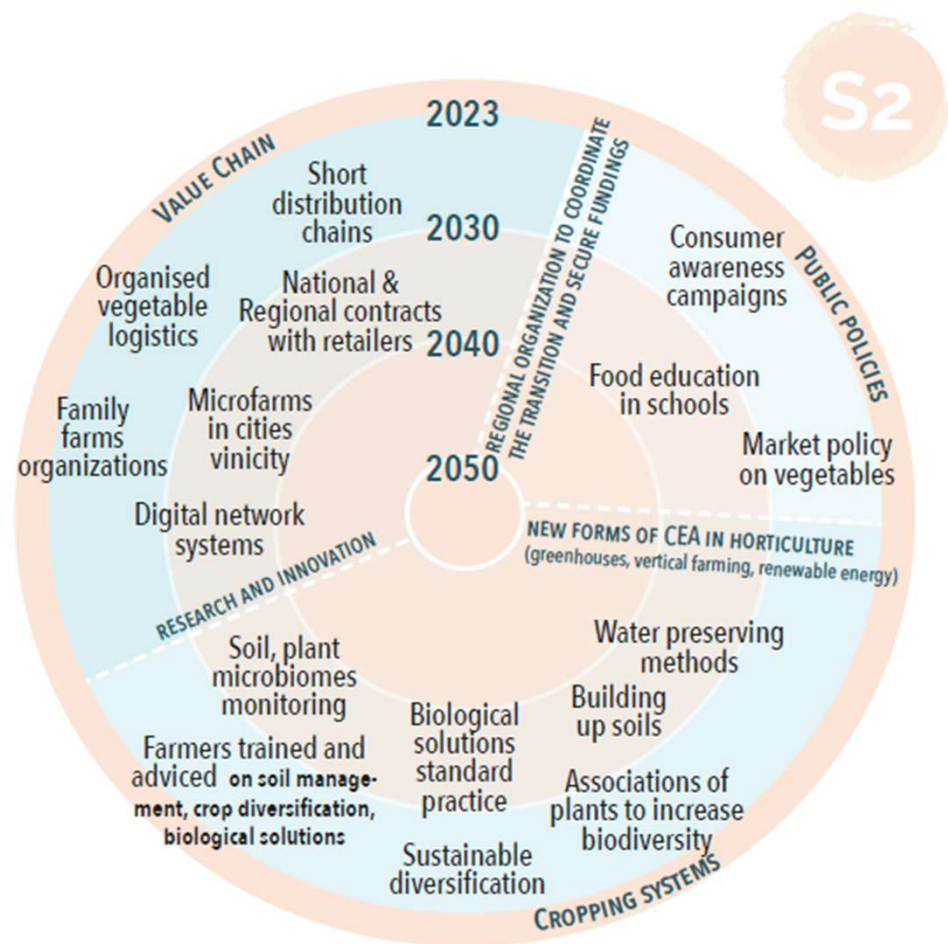 S2
2023
2030
2040
2050
VALUE CHAIN
Short
distribution
chains
Organised
vegetable
logistics
National &
Regional contracts
with retailers
Family
farms
organizations
Microfarms
in cities
vinicity
Digital network
systems
REGIONAL ORGANIZATION TO COORDINATE
THE TRANSITION AND SECURE FUNDINGS
PUBLIC POLICIES
Consumer
awareness
campaigns
Food education
in schools
Market policy
on vegetables
NEW FORMS OF CEA IN HORTICULTURE
(greenhouses, vertical farming, renewable energy)
RESEARCH AND INNOVATION
Soil, plant
microbiomes
monitoring
Farmers trained and
adviced on soil manage-
ment, crop diversification,
biological solutions
Biological
solutions
standard
practice
Sustainable
diversification
Water preserving
methods
Building
up soils
Associations of
plants to increase
biodiversity
CROPPING SYSTEMS